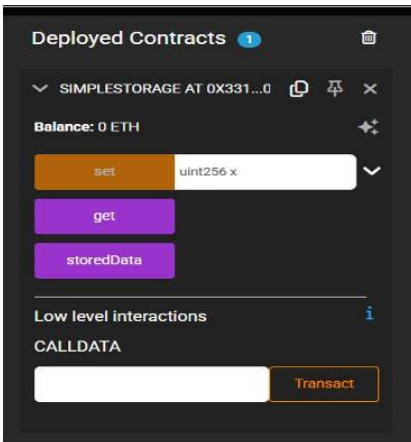 Deployed Contracts 1
SIMPLESTORAGE AT 0X331...0
Balance: 0 ETH
set uint256 x
get
storedData
Low level interactions i
CALLDATA
Transact